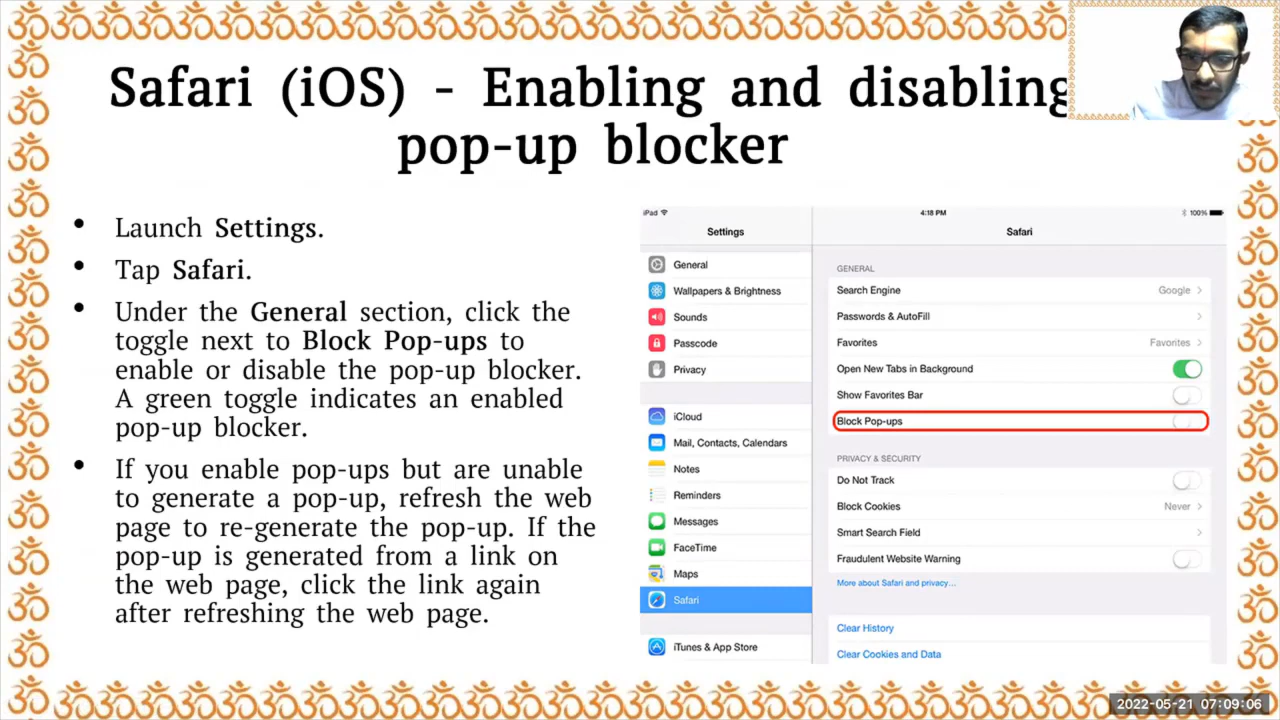 Safari (iOS) - Enabling and disabling
pop-up blocker
• Launch Settings.
• Tap Safari.
• Under the General section, click the
toggle next to Block Pop-ups to
enable or disable the pop-up blocker.
A green toggle indicates an enabled
pop-up blocker.
• If you enable pop-ups but are unable
to generate a pop-up, refresh the web
page to re-generate the pop-up. If the
pop-up is generated from a link on
the web page, click the link again
after refreshing the web page.
iPad 4:18 PM 100%
Settings
General
Wallpapers & Brightness
Sounds
Passcode
Privacy
iCloud
Mail, Contacts, Calendars
Notes
Reminders
Messages
FaceTime
Maps
Safari
iTunes & App Store
Safari
GENERAL
Search Engine Google >
Passwords & AutoFill >
Favorites Favorites >
Open New Tabs in Background
Show Favorites Bar
Block Pop-ups
PRIVACY & SECURITY
Do Not Track
Block Cookies Never >
Smart Search Field >
Fraudulent Website Warning
More about Safari and privacy...
Clear History
Clear Cookies and Data
2022-05-21 07:09:06